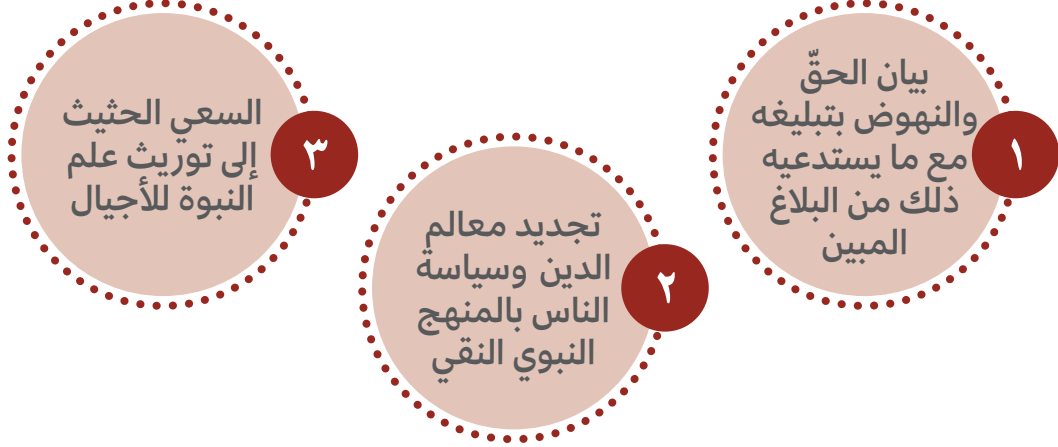 ١
بيان الحقّ
والنهوض بتبليغه
مع ما يستدعيه
ذلك من البلاغ
المبين
٢
تجديد معالم
الدين وسياسة
الناس بالمنهج
النبوي النقي
٣
السعي الحثيث
إلى توريث علم
النبوة للأجيال